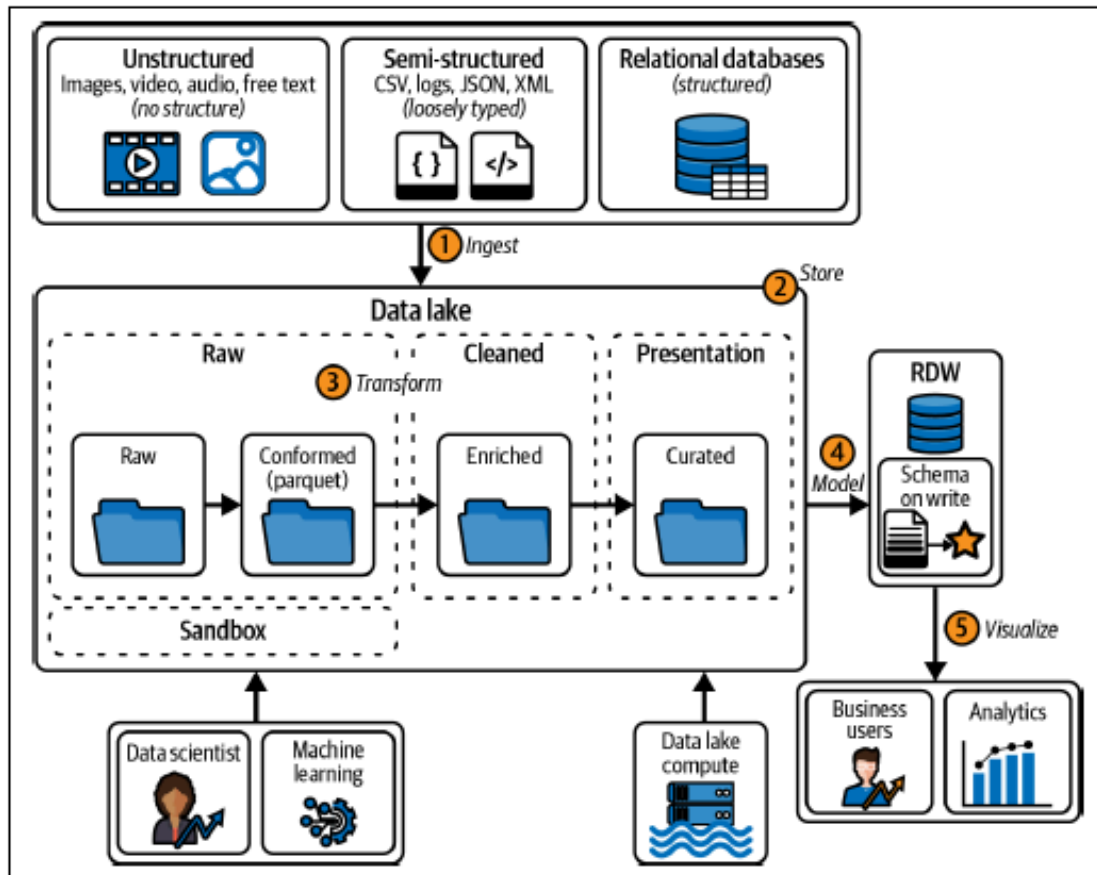 Unstructured
Images, video, audio, free text
(no structure)
Semi-structured
CSV, logs, JSON, XML
(loosely typed)
{ }
</>
Relational databases
(structured)
1 Ingest
2 Store
Data lake
Raw
Cleaned
Presentation
3 Transform
Raw
Conformed
(parquet)
Enriched
Curated
Sandbox
4
Model
RDW
Schema
on write
5 Visualize
Data scientist
Machine
learning
Data lake
compute
Business
users
Analytics